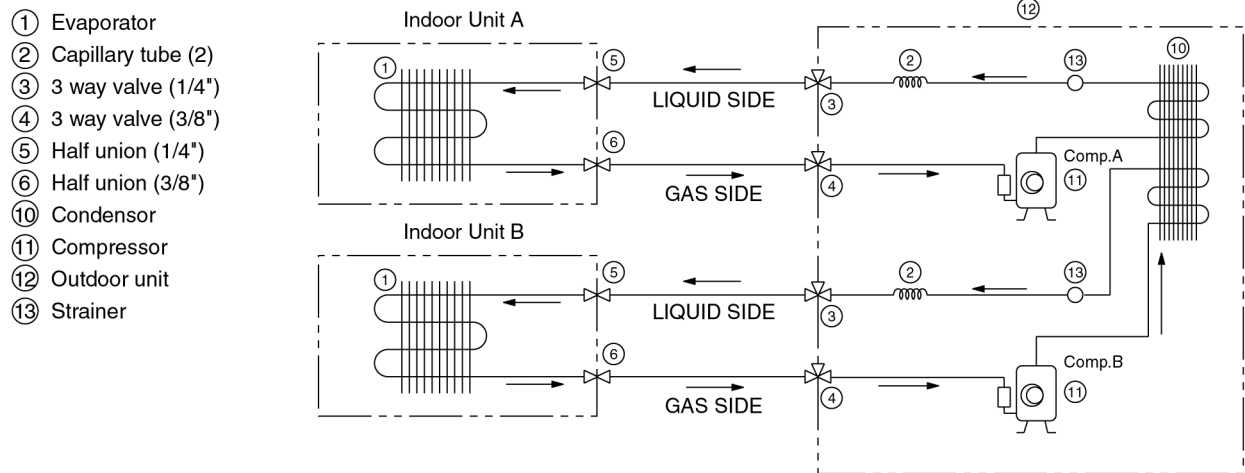 ① Evaporator
② Capillary tube (2)
③ 3 way valve (1/4")
④ 3 way valve (3/8")
⑤ Half union (1/4")
⑥ Half union (3/8")
⑩ Condensor
⑪ Compressor
⑫ Outdoor unit
⑬ Strainer
Indoor Unit A
⑫
①
⑤
②
⑬
⑩
LIQUID SIDE
③
⑥
Comp.A
⑪
GAS SIDE
④
Indoor Unit B
①
⑤
②
⑬
LIQUID SIDE
③
⑥
Comp.B
⑪
GAS SIDE
④